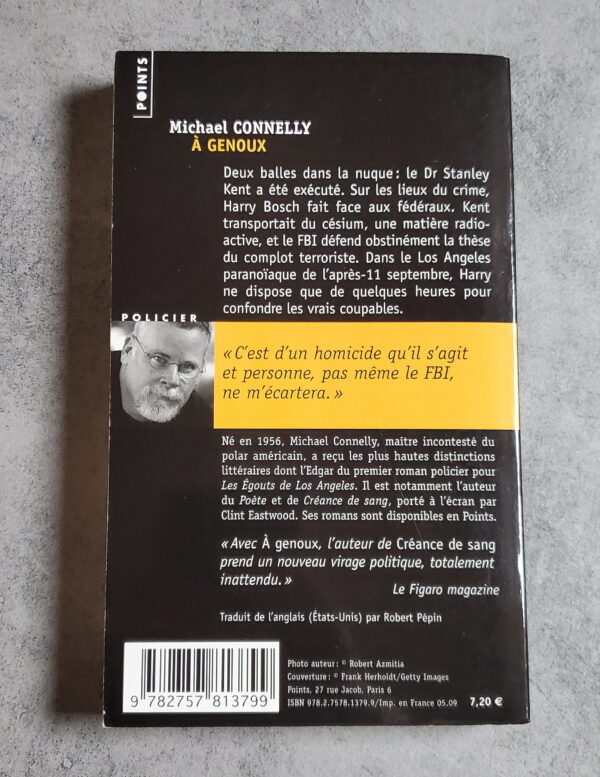 POINTS
Michael CONNELLY
À GENOUX
Deux balles dans la nuque : le Dr Stanley
Kent a été exécuté. Sur les lieux du crime,
Harry Bosch fait face aux fédéraux. Kent
transportait du césium, une matière radio-
active, et le FBI défend obstinément la thèse
du complot terroriste. Dans le Los Angeles
paranoïaque de l'après-11 septembre, Harry
ne dispose que de quelques heures pour
confondre les vrais coupables.
POLICIER
« C'est d'un homicide qu'il s'agit
et personne, pas même le FBI,
ne m'écartera. »
Né en 1956, Michael Connelly, maître incontesté du
polar américain, a reçu les plus hautes distinctions
littéraires dont l'Edgar du premier roman policier pour
Les Égouts de Los Angeles. Il est notamment l'auteur
du Poète et de Créance de sang, porté à l'écran par
Clint Eastwood. Ses romans sont disponibles en Points.
« Avec À genoux, l'auteur de Créance de sang
prend un nouveau virage politique, totalement
inattendu. »
Le Figaro magazine
Traduit de l'anglais (États-Unis) par Robert Pépin
Photo auteur : © Robert Azmitia
Couverture : © Frank Herholdt/Getty Images
Points, 27 rue Jacob, Paris 6
ISBN 978.2.7578.1379.9/Imp. en France 05.09 7,20 €
9 782757 813799